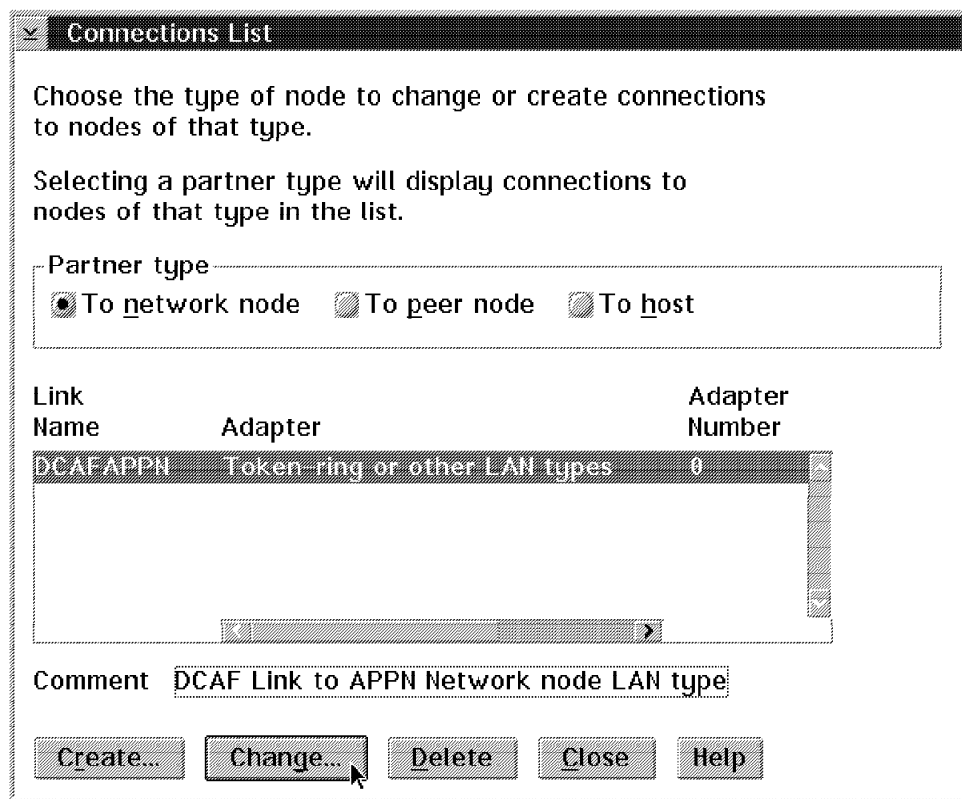 Connections List
Choose the type of node to change or create connections
to nodes of that type.
Selecting a partner type will display connections to
nodes of that type in the list.
Partner type
To network node To peer node To host
Link Adapter
Name Adapter Number
DCAFAPPN Token-ring or other LAN types 0
Comment DCAF Link to APPN Network node LAN type
Create... Change... Delete Close Help